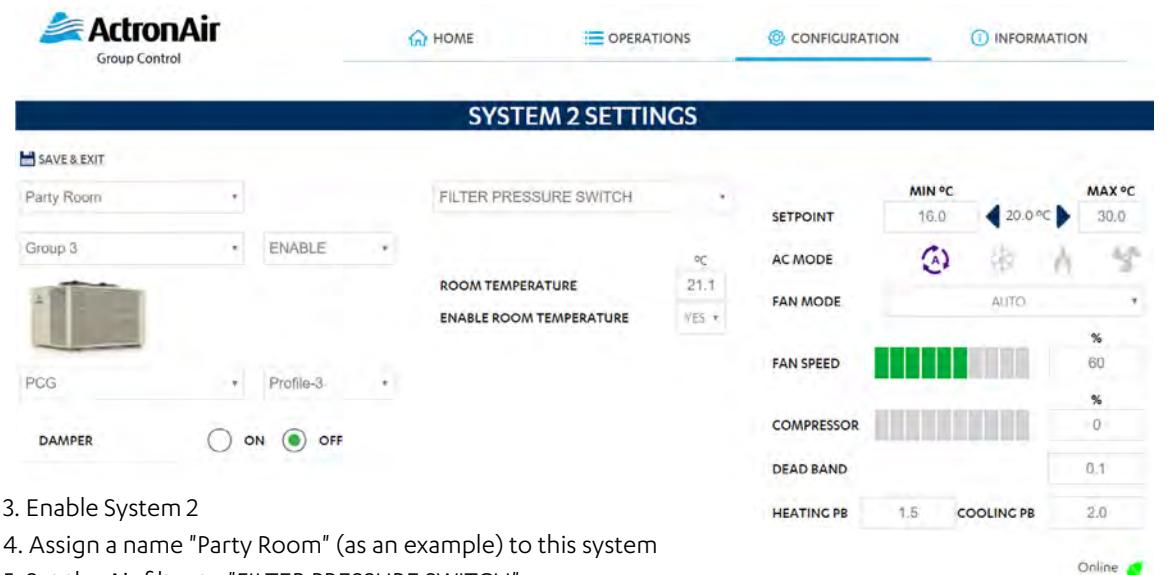 ActronAir
Group Control
HOME
OPERATIONS
CONFIGURATION
INFORMATION
SYSTEM 2 SETTINGS
SAVE & EXIT
Party Room
FILTER PRESSURE SWITCH
MIN ºC MAX ºC
SETPOINT 16.0 20.0 ºC 30.0
Group 3 ENABLE
AC MODE A
ºC
ROOM TEMPERATURE 21.1
ENABLE ROOM TEMPERATURE YES
FAN MODE AUTO
%
FAN SPEED 60
PCG Profile-3
%
COMPRESSOR 0
DAMPER ON OFF
DEAD BAND 0.1
HEATING PB 1.5 COOLING PB 2.0
Online
3. Enable System 2
4. Assign a name "Party Room" (as an example) to this system